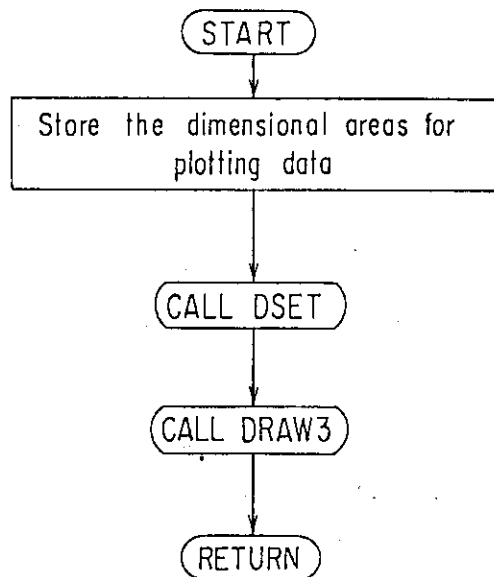 START
Store the dimensional areas for
plotting data
CALL DSET
CALL DRAW3
RETURN